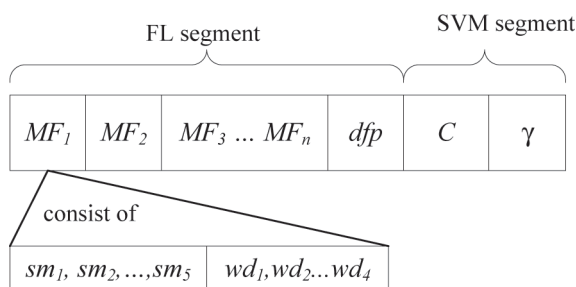 FL segment SVM segment
MF₁ MF₂ MF₃ ... MFₙ dfp C γ
consist of
sm₁, sm₂,...,sm₅ wd₁,wd₂...wd₄